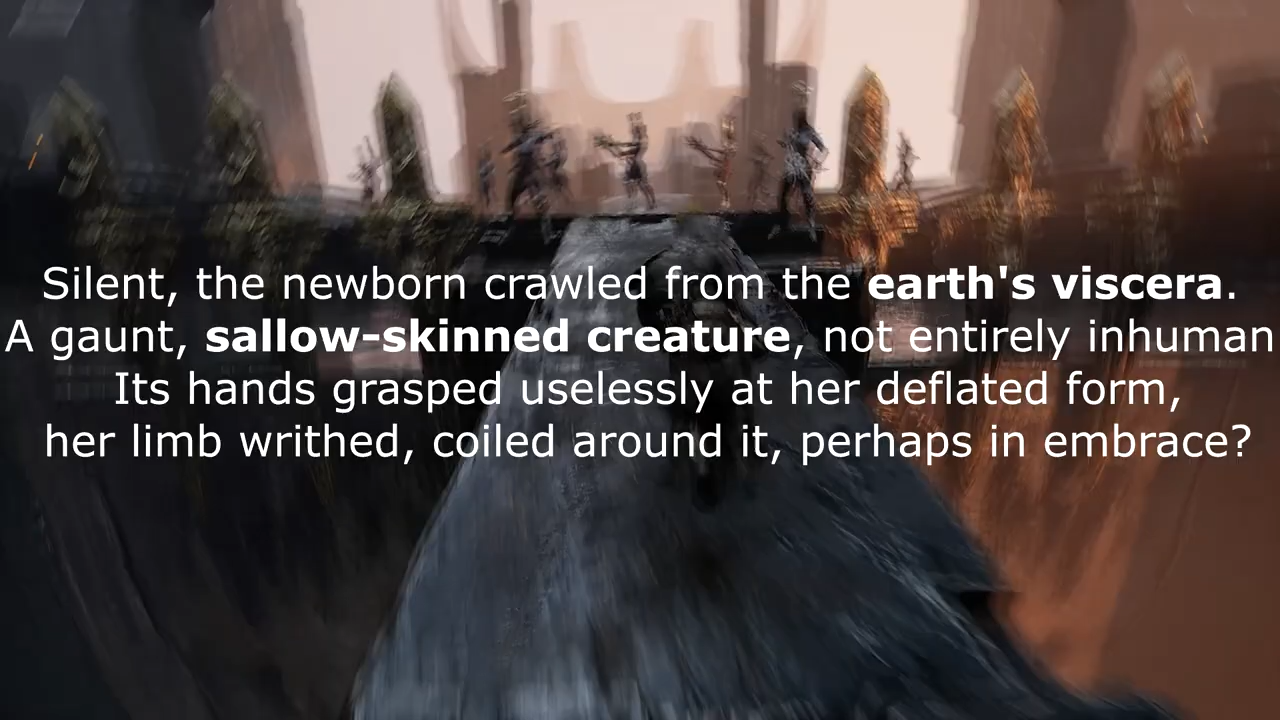 Silent, the newborn crawled from the earth's viscera.
A gaunt, sallow-skinned creature, not entirely inhuman
Its hands grasped uselessly at her deflated form,
her limb writhed, coiled around it, perhaps in embrace?